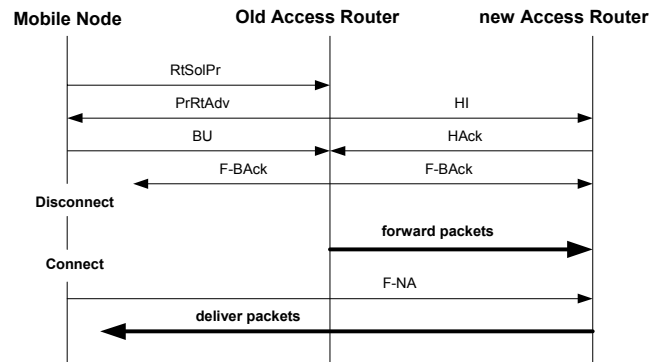 Mobile Node Old Access Router new Access Router
RtSolPr
PrRtAdv HI
BU HAck
F-BAck F-BAck
Disconnect
forward packets
Connect
F-NA
deliver packets